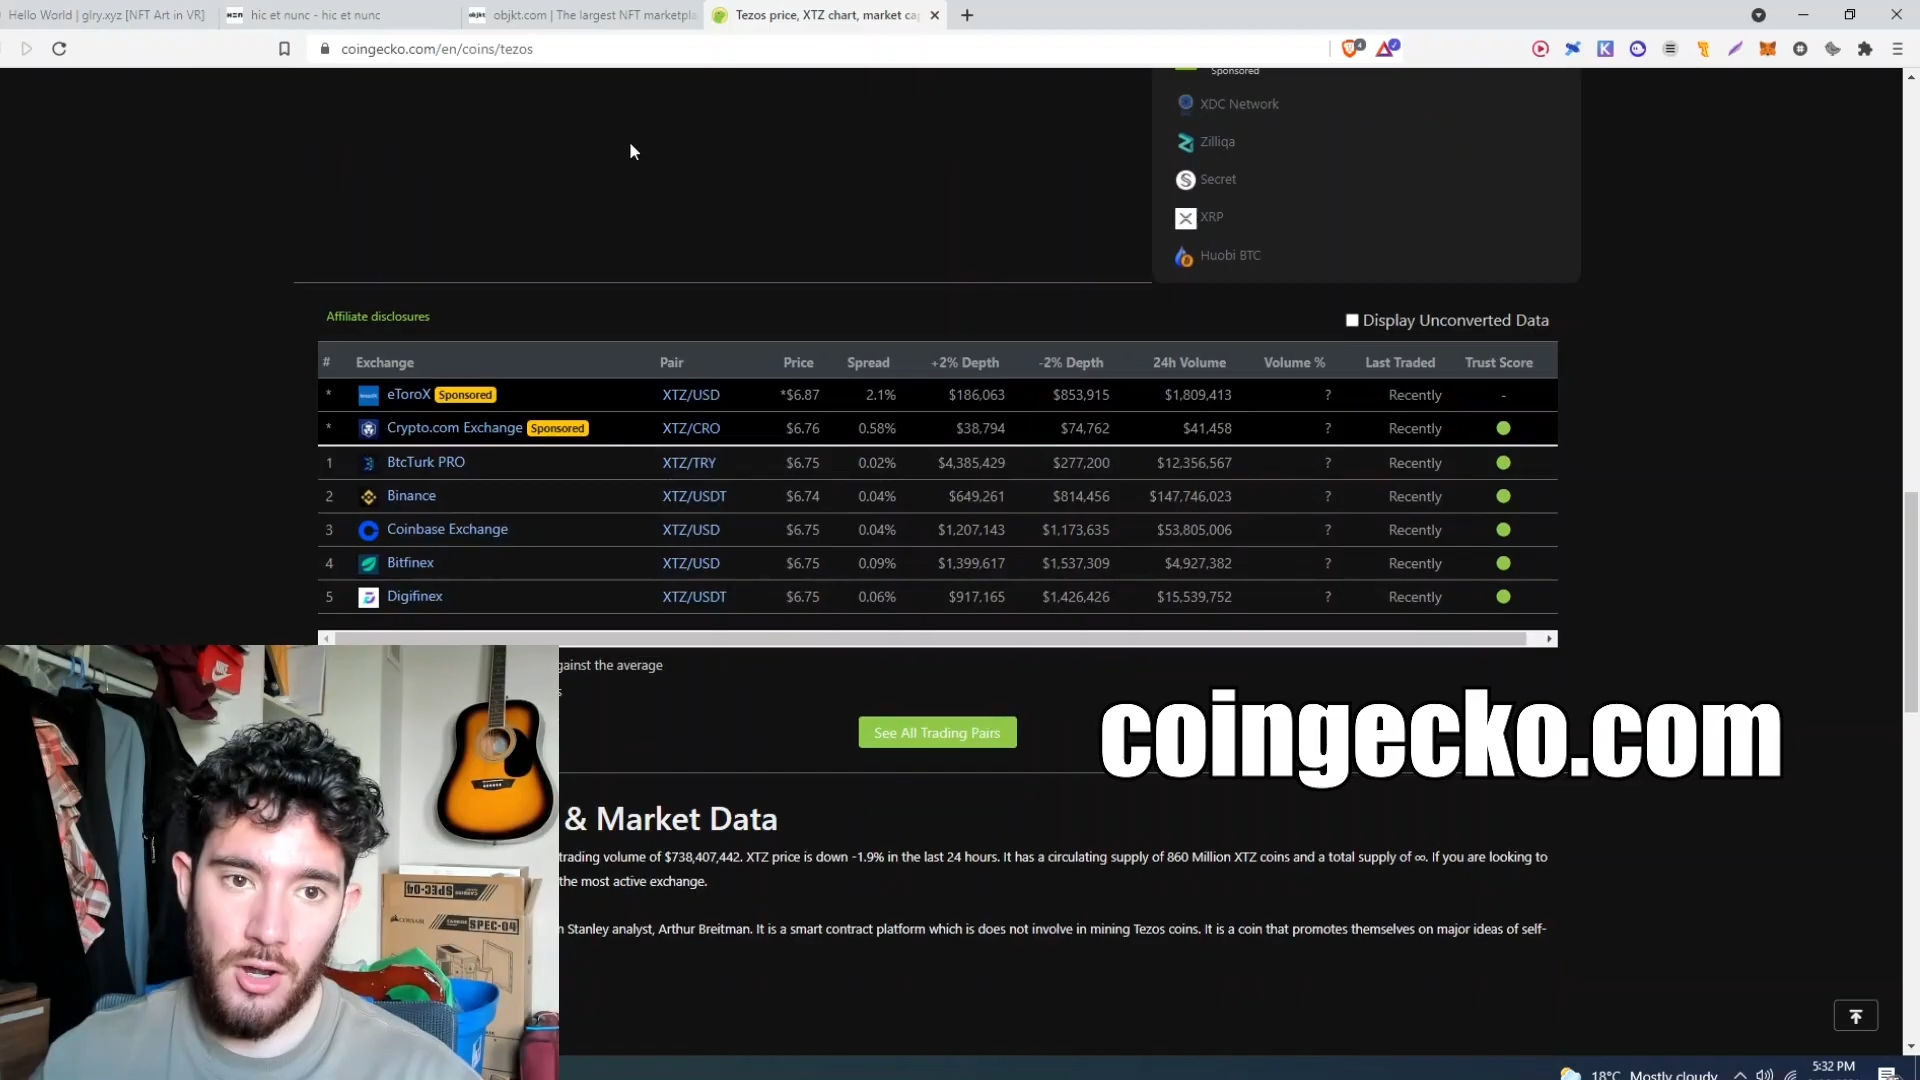 Hello World | glry.xyz [NFT Art in VR]
hic et nunc - hic et nunc
objkt.com | The largest NFT marketpla
Tezos price, XTZ chart, market ca
coingecko.com/en/coins/tezos
Sponsored
XDC Network
Zilliqa
Secret
XRP
Huobi BTC
Affiliate disclosures
Display Unconverted Data
# Exchange Pair Price Spread +2% Depth -2% Depth 24h Volume Volume % Last Traded Trust Score
* eToroX Sponsored XTZ/USD *$6.87 2.1% $186,063 $853,915 $1,809,413 ? Recently -
* Crypto.com Exchange Sponsored XTZ/CRO $6.76 0.58% $38,794 $74,762 $41,458 ? Recently
1 BtcTurk PRO XTZ/TRY $6.75 0.02% $4,385,429 $277,200 $12,356,567 ? Recently
2 Binance XTZ/USDT $6.74 0.04% $649,261 $814,456 $147,746,023 ? Recently
3 Coinbase Exchange XTZ/USD $6.75 0.04% $1,207,143 $1,173,635 $53,805,006 ? Recently
4 Bitfinex XTZ/USD $6.75 0.09% $1,399,617 $1,537,309 $4,927,382 ? Recently
5 Digifinex XTZ/USDT $6.75 0.06% $917,165 $1,426,426 $15,539,752 ? Recently
gainst the average
s
See All Trading Pairs
coingecko.com
& Market Data
trading volume of $738,407,442. XTZ price is down -1.9% in the last 24 hours. It has a circulating supply of 860 Million XTZ coins and a total supply of ∞. If you are looking to
the most active exchange.
n Stanley analyst, Arthur Breitman. It is a smart contract platform which is does not involve in mining Tezos coins. It is a coin that promotes themselves on major ideas of self-
NIKE
SPEC-04
CORSAIR
SPEC-04
18°C Mostly cloudy
5:32 PM